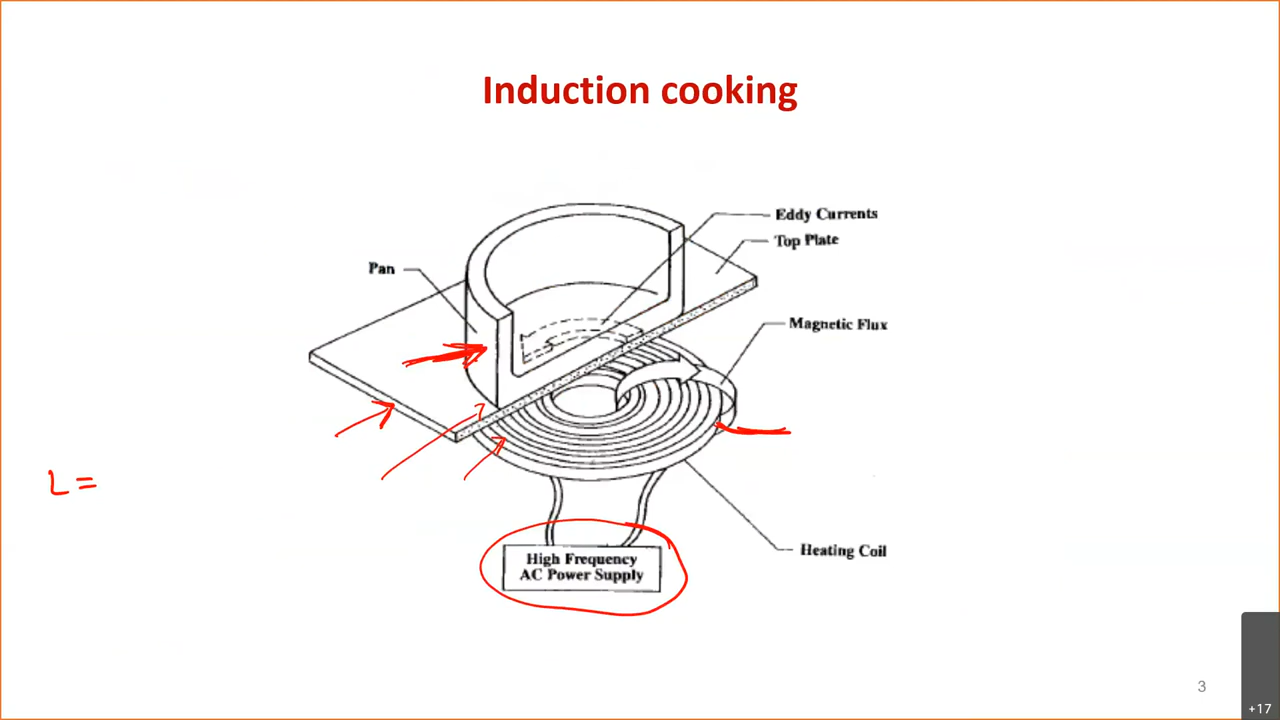 Induction cooking
Eddy Currents
Top Plate
Pan
Magnetic Flux
L =
Heating Coil
High Frequency
AC Power Supply
3
+17